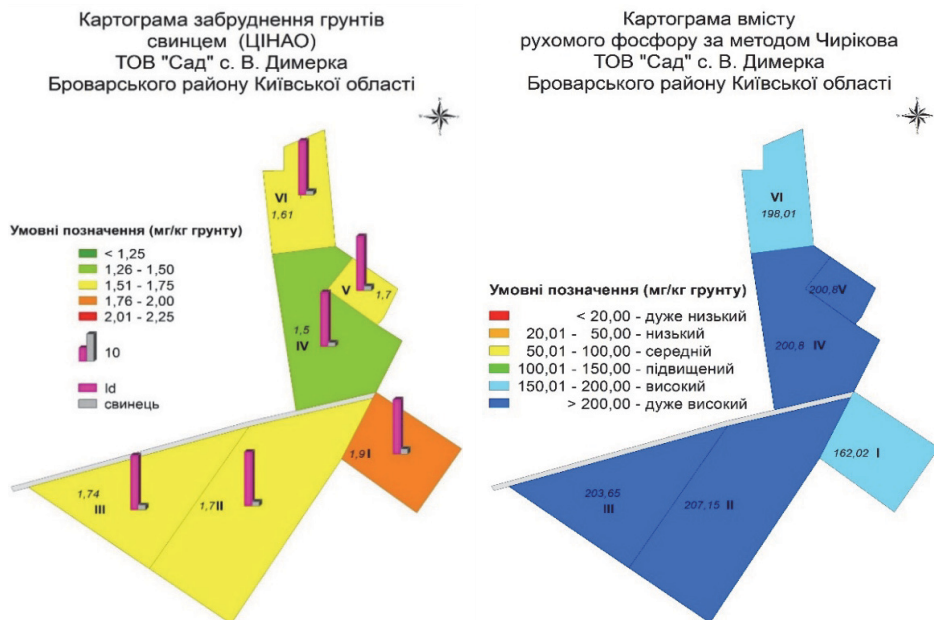 Картограма забруднення грунтів
свинцем (ЦІНАО)
ТОВ "Сад" с. В. Димерка
Броварського району Київської області
VI
1,61
Умовні позначення (мг/кг грунту)
< 1,25
1,26 - 1,50
1,51 - 1,75
1,76 - 2,00
2,01 - 2,25
10
ld
свинець
V
1,7
1,5
IV
1,9 I
1,74
III
1,7 II
Картограма вмісту
рухомого фосфору за методом Чирікова
ТОВ "Сад" с. В. Димерка
Броварського району Київської області
VI
198,01
Умовні позначення (мг/кг грунту)
< 20,00 - дуже низький
20,01 - 50,00 - низький
50,01 - 100,00 - середній
100,01 - 150,00 - підвищений
150,01 - 200,00 - високий
> 200,00 - дуже високий
200,8 V
200,8 IV
162,02 I
203,65
III
207,15 II